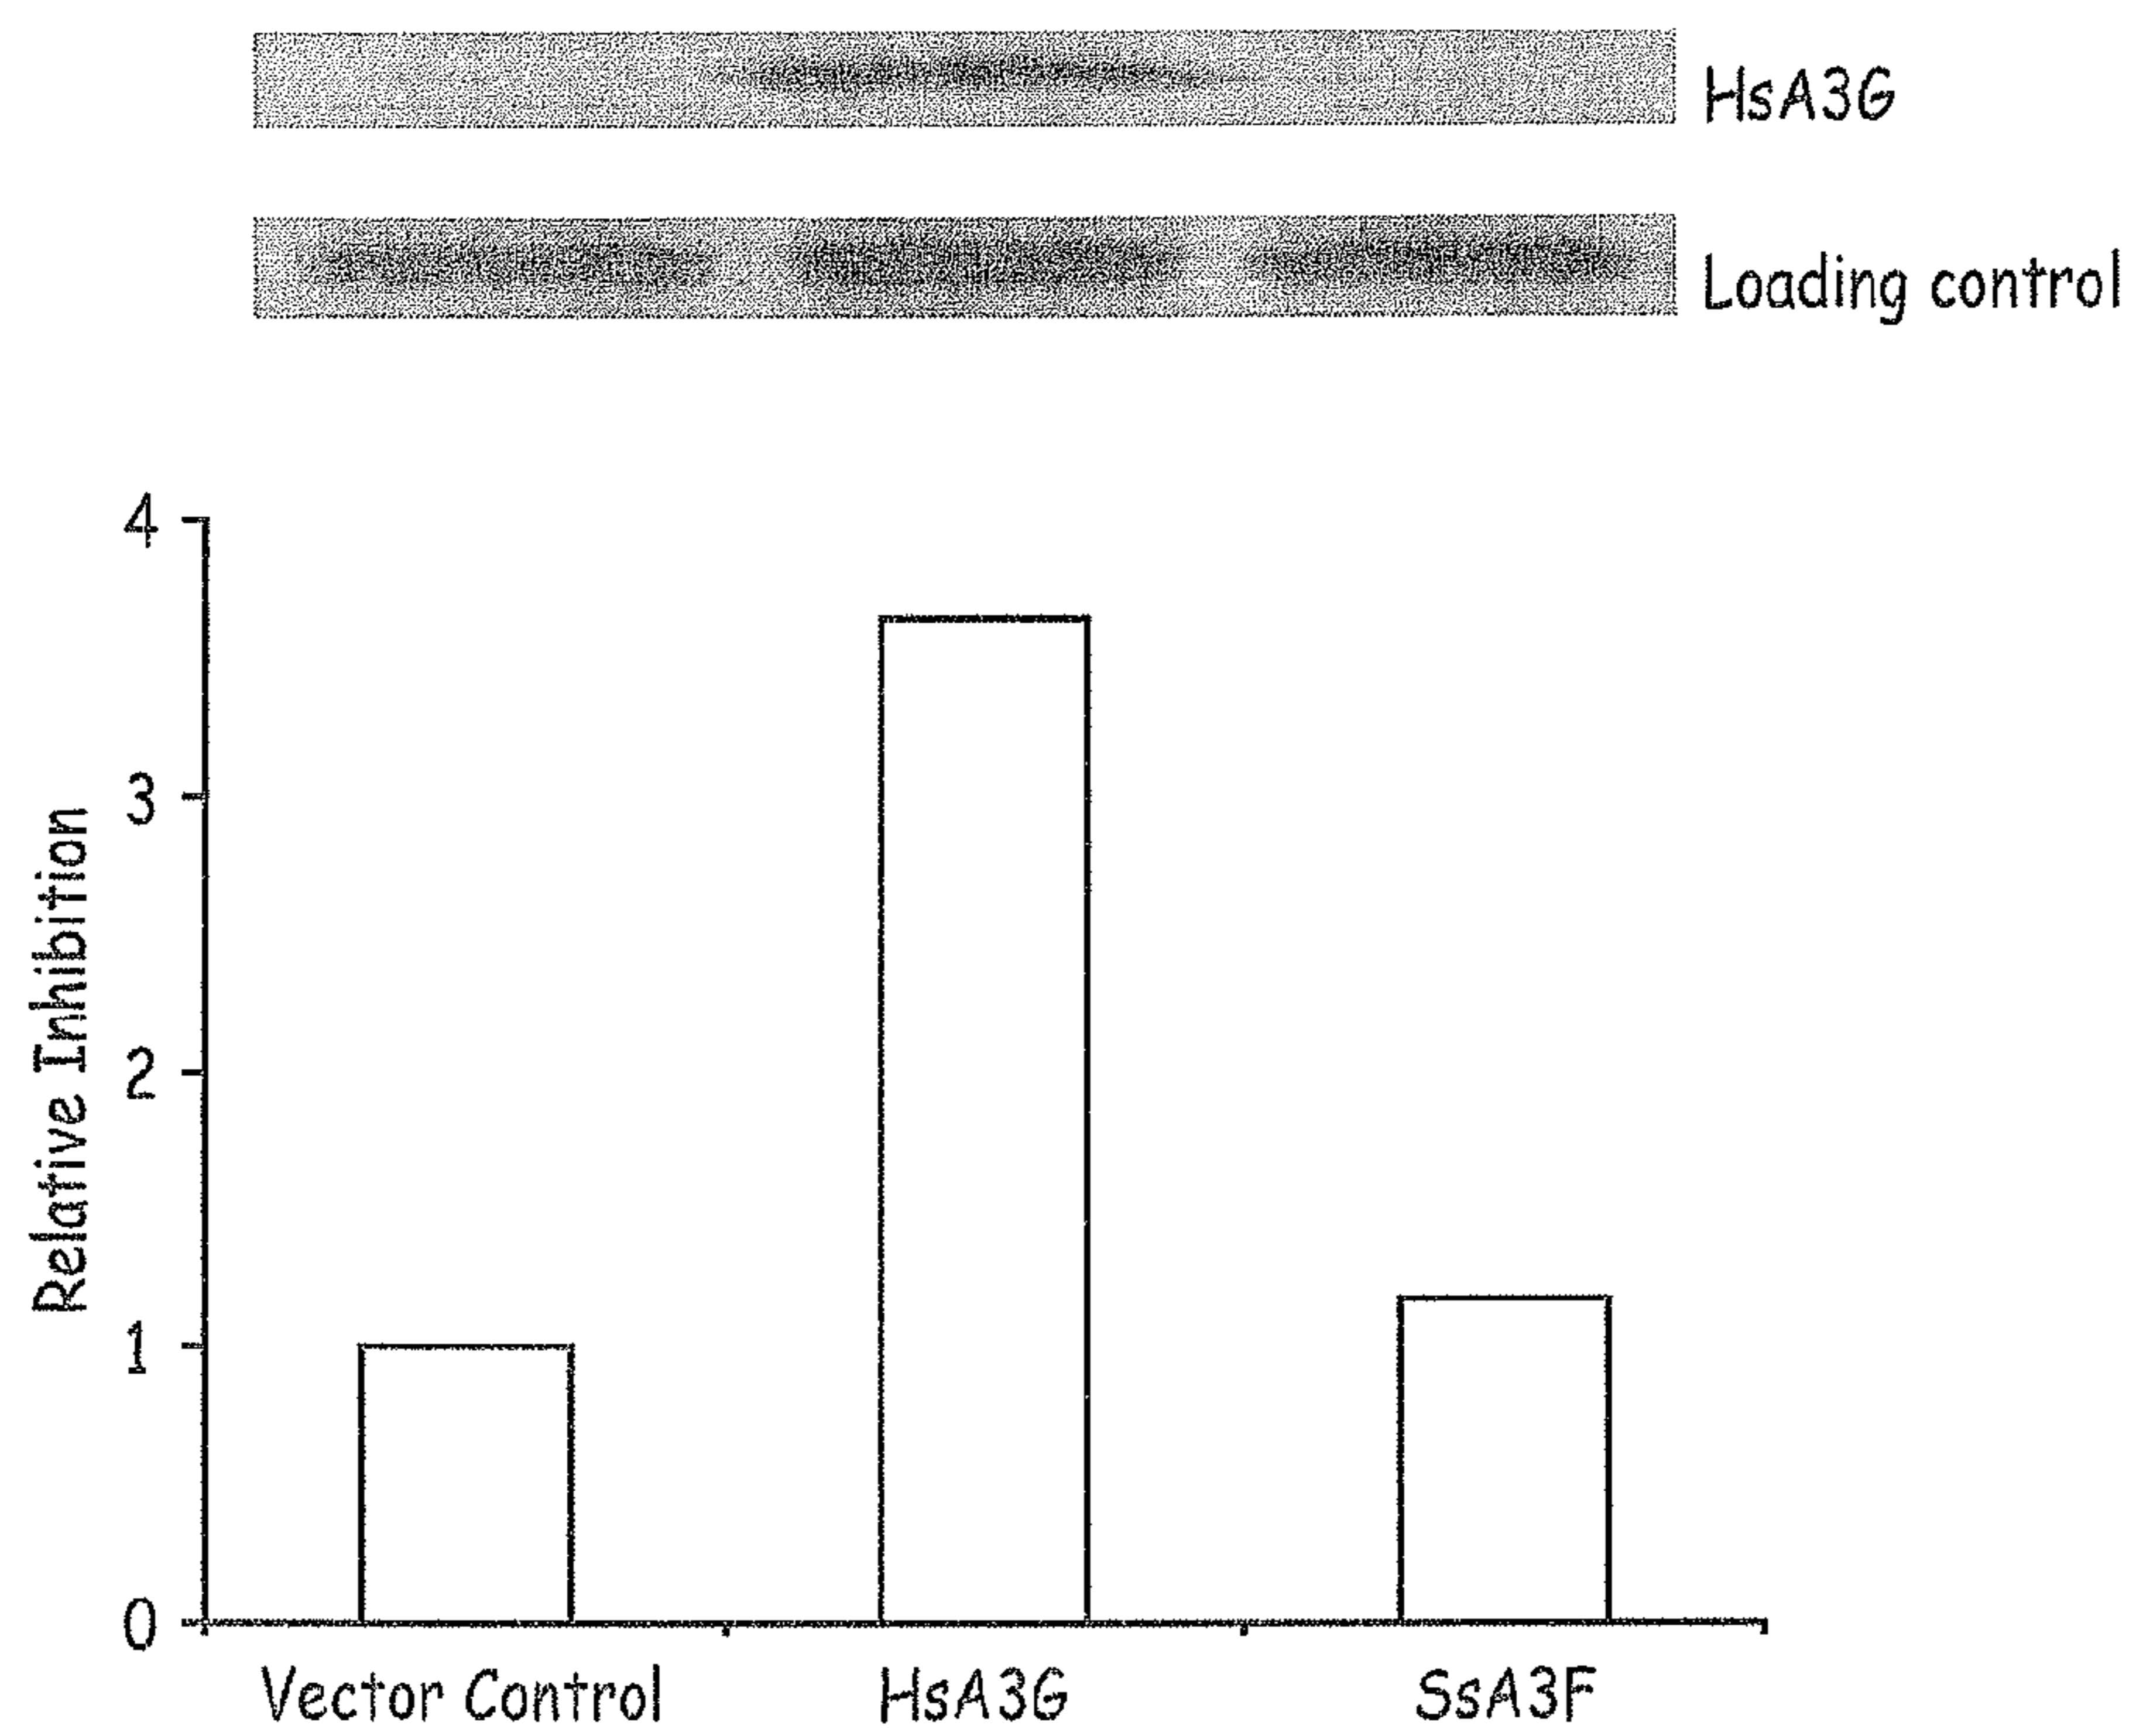 HsA3G
Loading control
4
3
2
1
0
Relative Inhibition
Vector Control
HsA3G
SsA3F